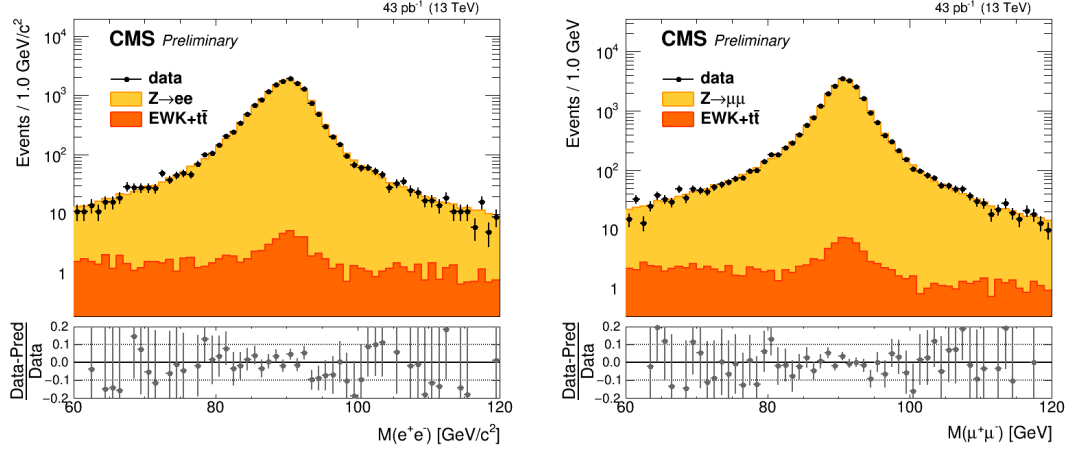 43 pb⁻¹ (13 TeV)
CMS Preliminary
data
Z→ee
EWK+tt̄
Events / 1.0 GeV/c²
10⁴
10³
10²
10
1
Data-Pred
Data
0.2
0.1
0.0
−0.1
−0.2
60 80 100 120
M(e⁺e⁻) [GeV/c²]
43 pb⁻¹ (13 TeV)
CMS Preliminary
data
Z→μμ
EWK+tt̄
Events / 1.0 GeV
10⁴
10³
10²
10
1
Data-Pred
Data
0.2
0.1
0.0
−0.1
−0.2
60 80 100 120
M(μ⁺μ⁻) [GeV]